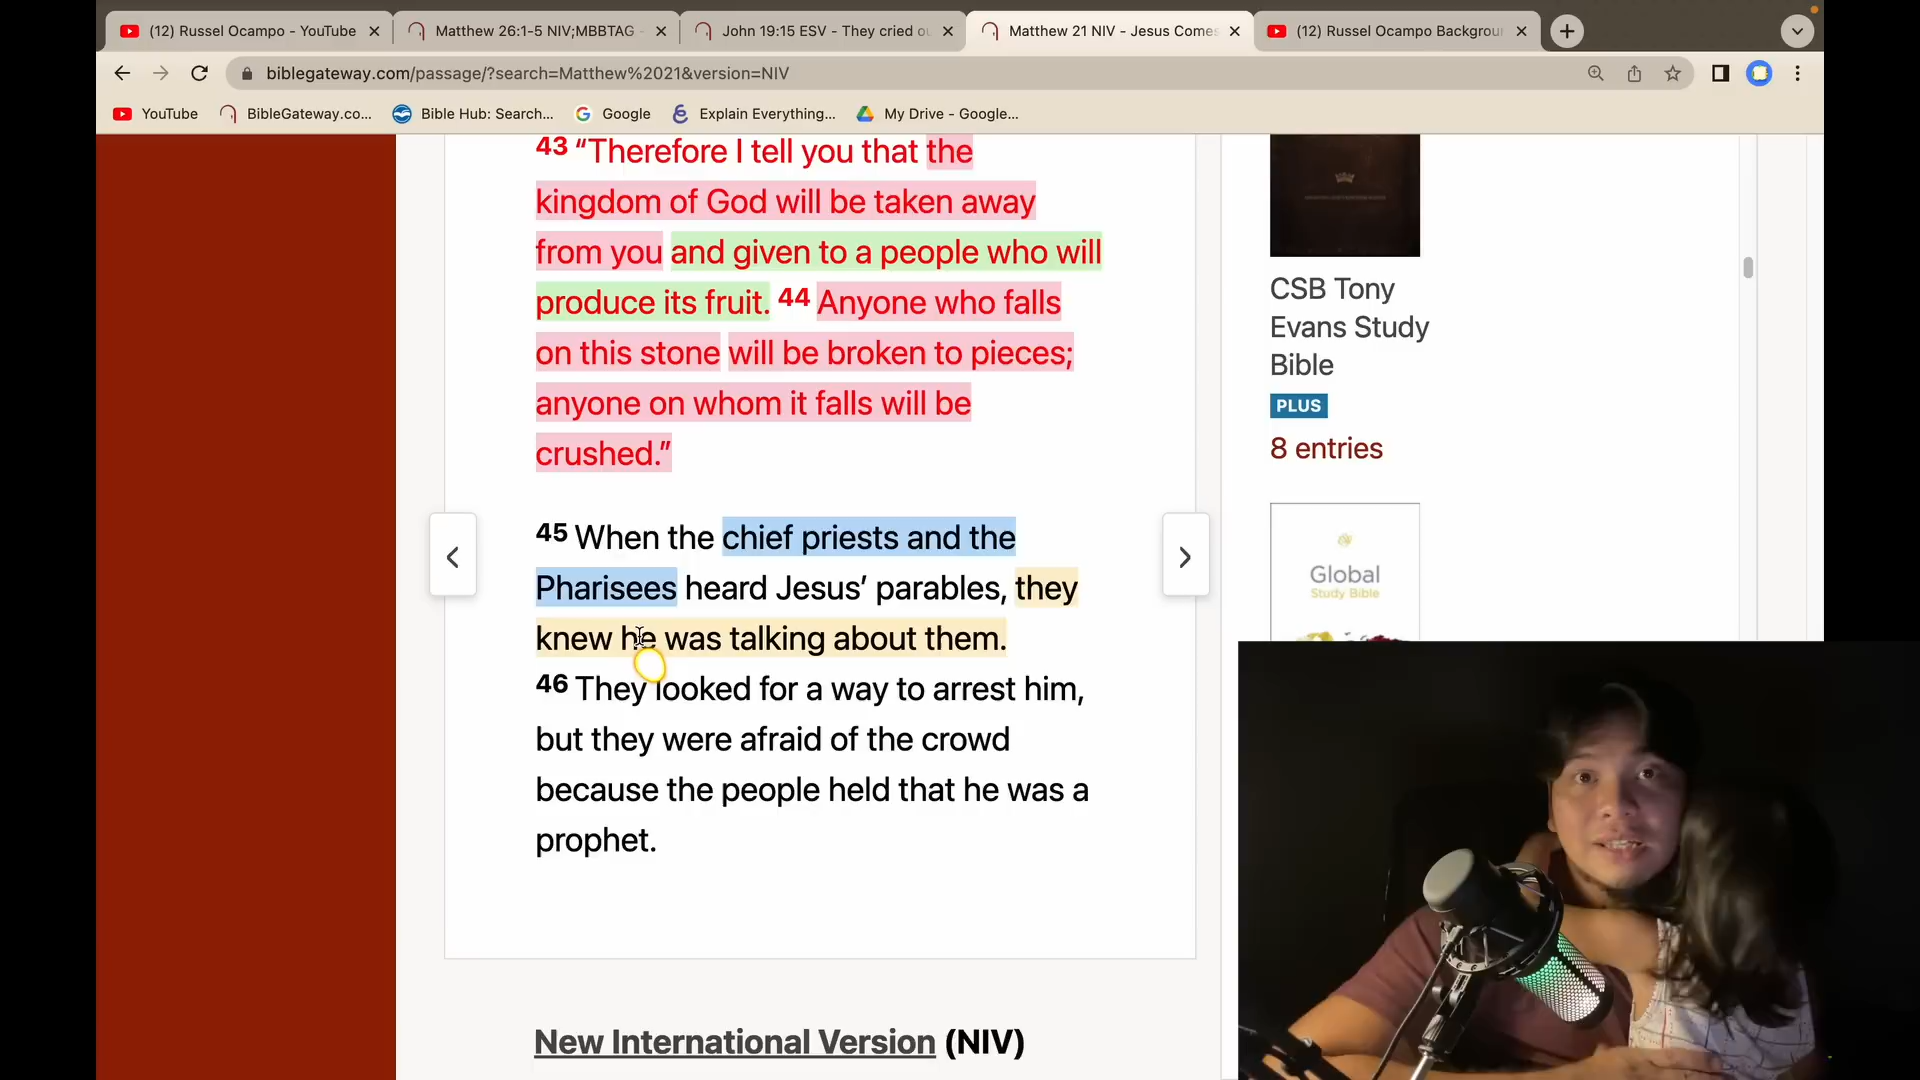 (12) Russel Ocampo - YouTube
Matthew 26:1-5 NIV;MBBTAG -
John 19:15 ESV - They cried ou
Matthew 21 NIV - Jesus Comes
(12) Russel Ocampo Backgrour
biblegateway.com/passage/?search=Matthew%2021&version=NIV
YouTube
BibleGateway.co...
Bible Hub: Search...
Google
Explain Everything...
My Drive - Google...
43 “Therefore I tell you that the
kingdom of God will be taken away
from you and given to a people who will
produce its fruit. 44 Anyone who falls
on this stone will be broken to pieces;
anyone on whom it falls will be
crushed.”
45 When the chief priests and the
Pharisees heard Jesus’ parables, they
knew he was talking about them.
46 They looked for a way to arrest him,
but they were afraid of the crowd
because the people held that he was a
prophet.
New International Version (NIV)
CSB Tony
Evans Study
Bible
PLUS
8 entries
Global
Study Bible